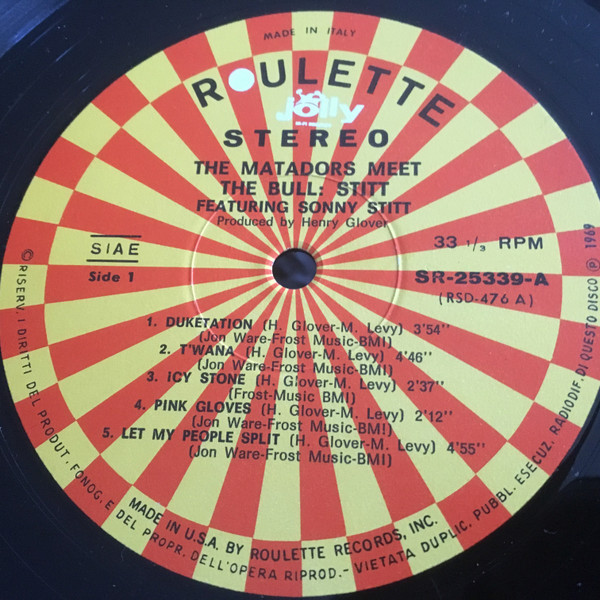 MADE IN ITALY
ROULETTE
Jolly
STEREO
THE MATADORS MEET
THE BULL: STITT
FEATURING SONNY STITT
Produced by Henry Glover
SIAE
33 1/3 RPM
Side 1
SR-25339-A
(RSD-476 A)
1. DUKETATION (H. Glover-M. Levy) 3'54''
(Jon Ware-Frost Music-BMI)
2. T'WANA (H. Glover-M. Levy) 4'46''
(Jon Ware-Frost Music-BMI)
3. ICY STONE (H. Glover-M. Levy) 2'37''
(Frost-Music BMI)
4. PINK GLOVES (H. Glover-M. Levy) 2'12''
(Jon Ware-Frost Music-BMI)
5. LET MY PEOPLE SPLIT (H. Glover-M. Levy) 4'55''
(Jon Ware-Frost Music-BMI)
MADE IN U.S.A. BY ROULETTE RECORDS, INC.
© RISERV. I DIRITTI DEL PRODUT. FONOG. E DEL PROPR. DELL'OPERA RIPROD. - VIETATA DUPLIC. PUBBL. ESECUZ. RADIODIF. DI QUESTO DISCO ℗ 1969